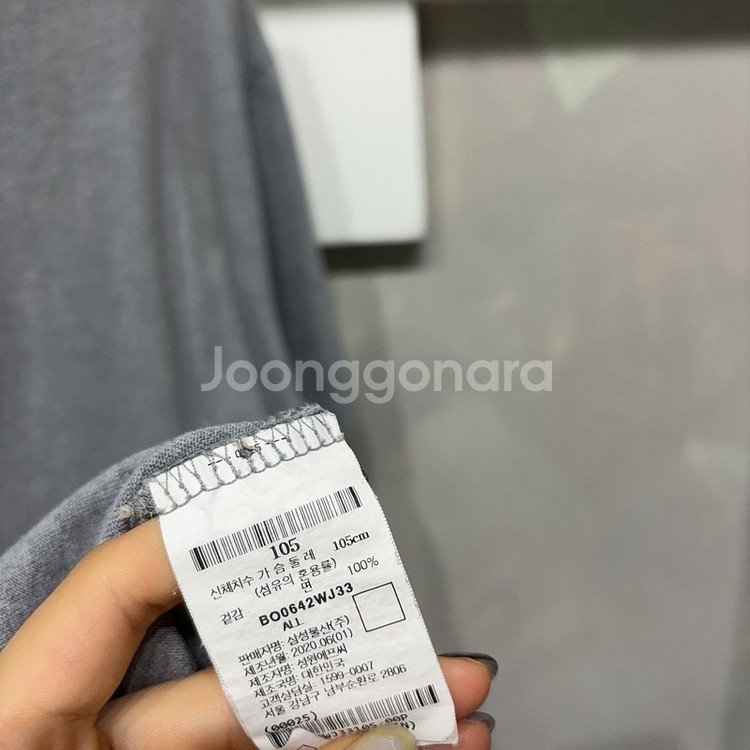 Joonggonara
105
신체치수 가슴둘레 105cm
(섬유의 혼용률)
겉감 면 100%
BO0642WJ33
ALL
판매자명: 삼성물산(주)
제조년월: 2020.06(01)
제조자명: 성원에프씨
제조국명: 대한민국
고객상담실: 1599-0007
서울 강남구 남부순환로 2806
(00025)